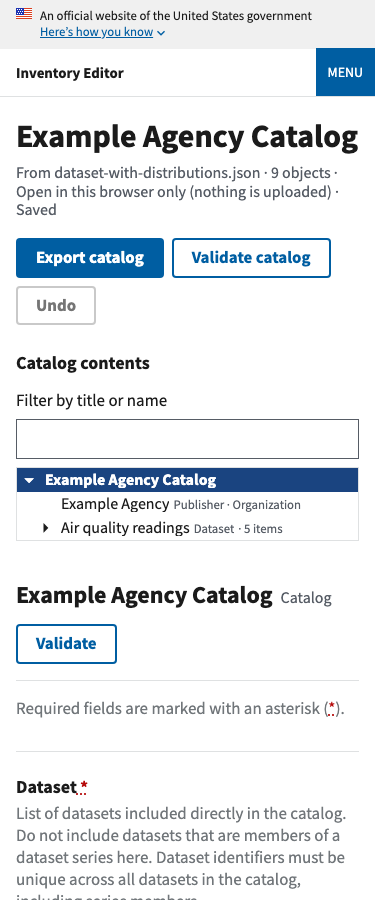 An official website of the United States government
Here's how you know
Inventory Editor
MENU
Example Agency Catalog
From dataset-with-distributions.json · 9 objects ·
Open in this browser only (nothing is uploaded) ·
Saved
Export catalog
Validate catalog
Undo
Catalog contents
Filter by title or name
Example Agency Catalog
Example Agency Publisher · Organization
Air quality readings Dataset · 5 items
Example Agency Catalog Catalog
Validate
Required fields are marked with an asterisk (*).
Dataset *
List of datasets included directly in the catalog.
Do not include datasets that are members of a
dataset series here. Dataset identifiers must be
unique across all datasets in the catalog,
including series members.